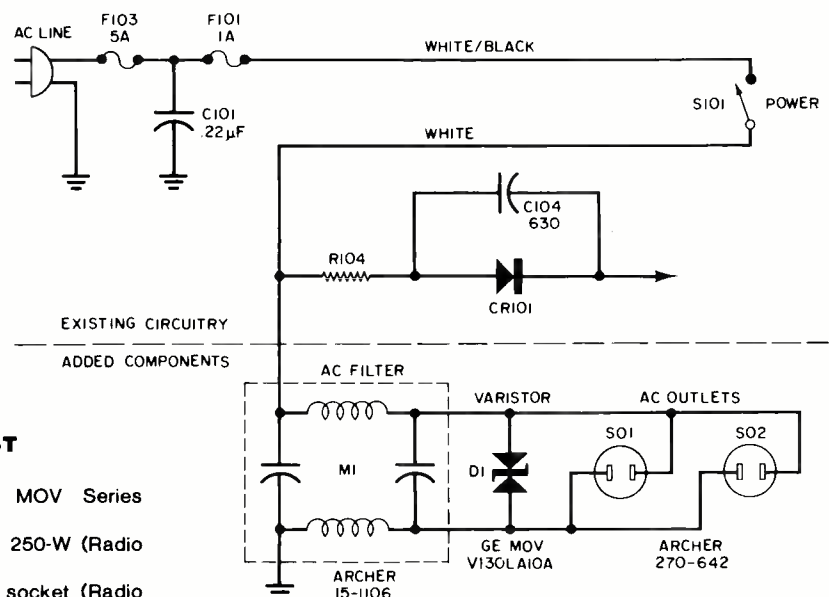 AC LINE
F103
5A
F101
1A
WHITE/BLACK
C101
.22µF
S101
POWER
WHITE
C104
630
R104
CR101
EXISTING CIRCUITRY
ADDED COMPONENTS
AC FILTER
VARISTOR
AC OUTLETS
SO1
SO2
M1
D1
GE MOV
V130LA10A
ARCHER
270-642
ARCHER
15-1106
ST
MOV Series
250-W (Radio
socket (Radio